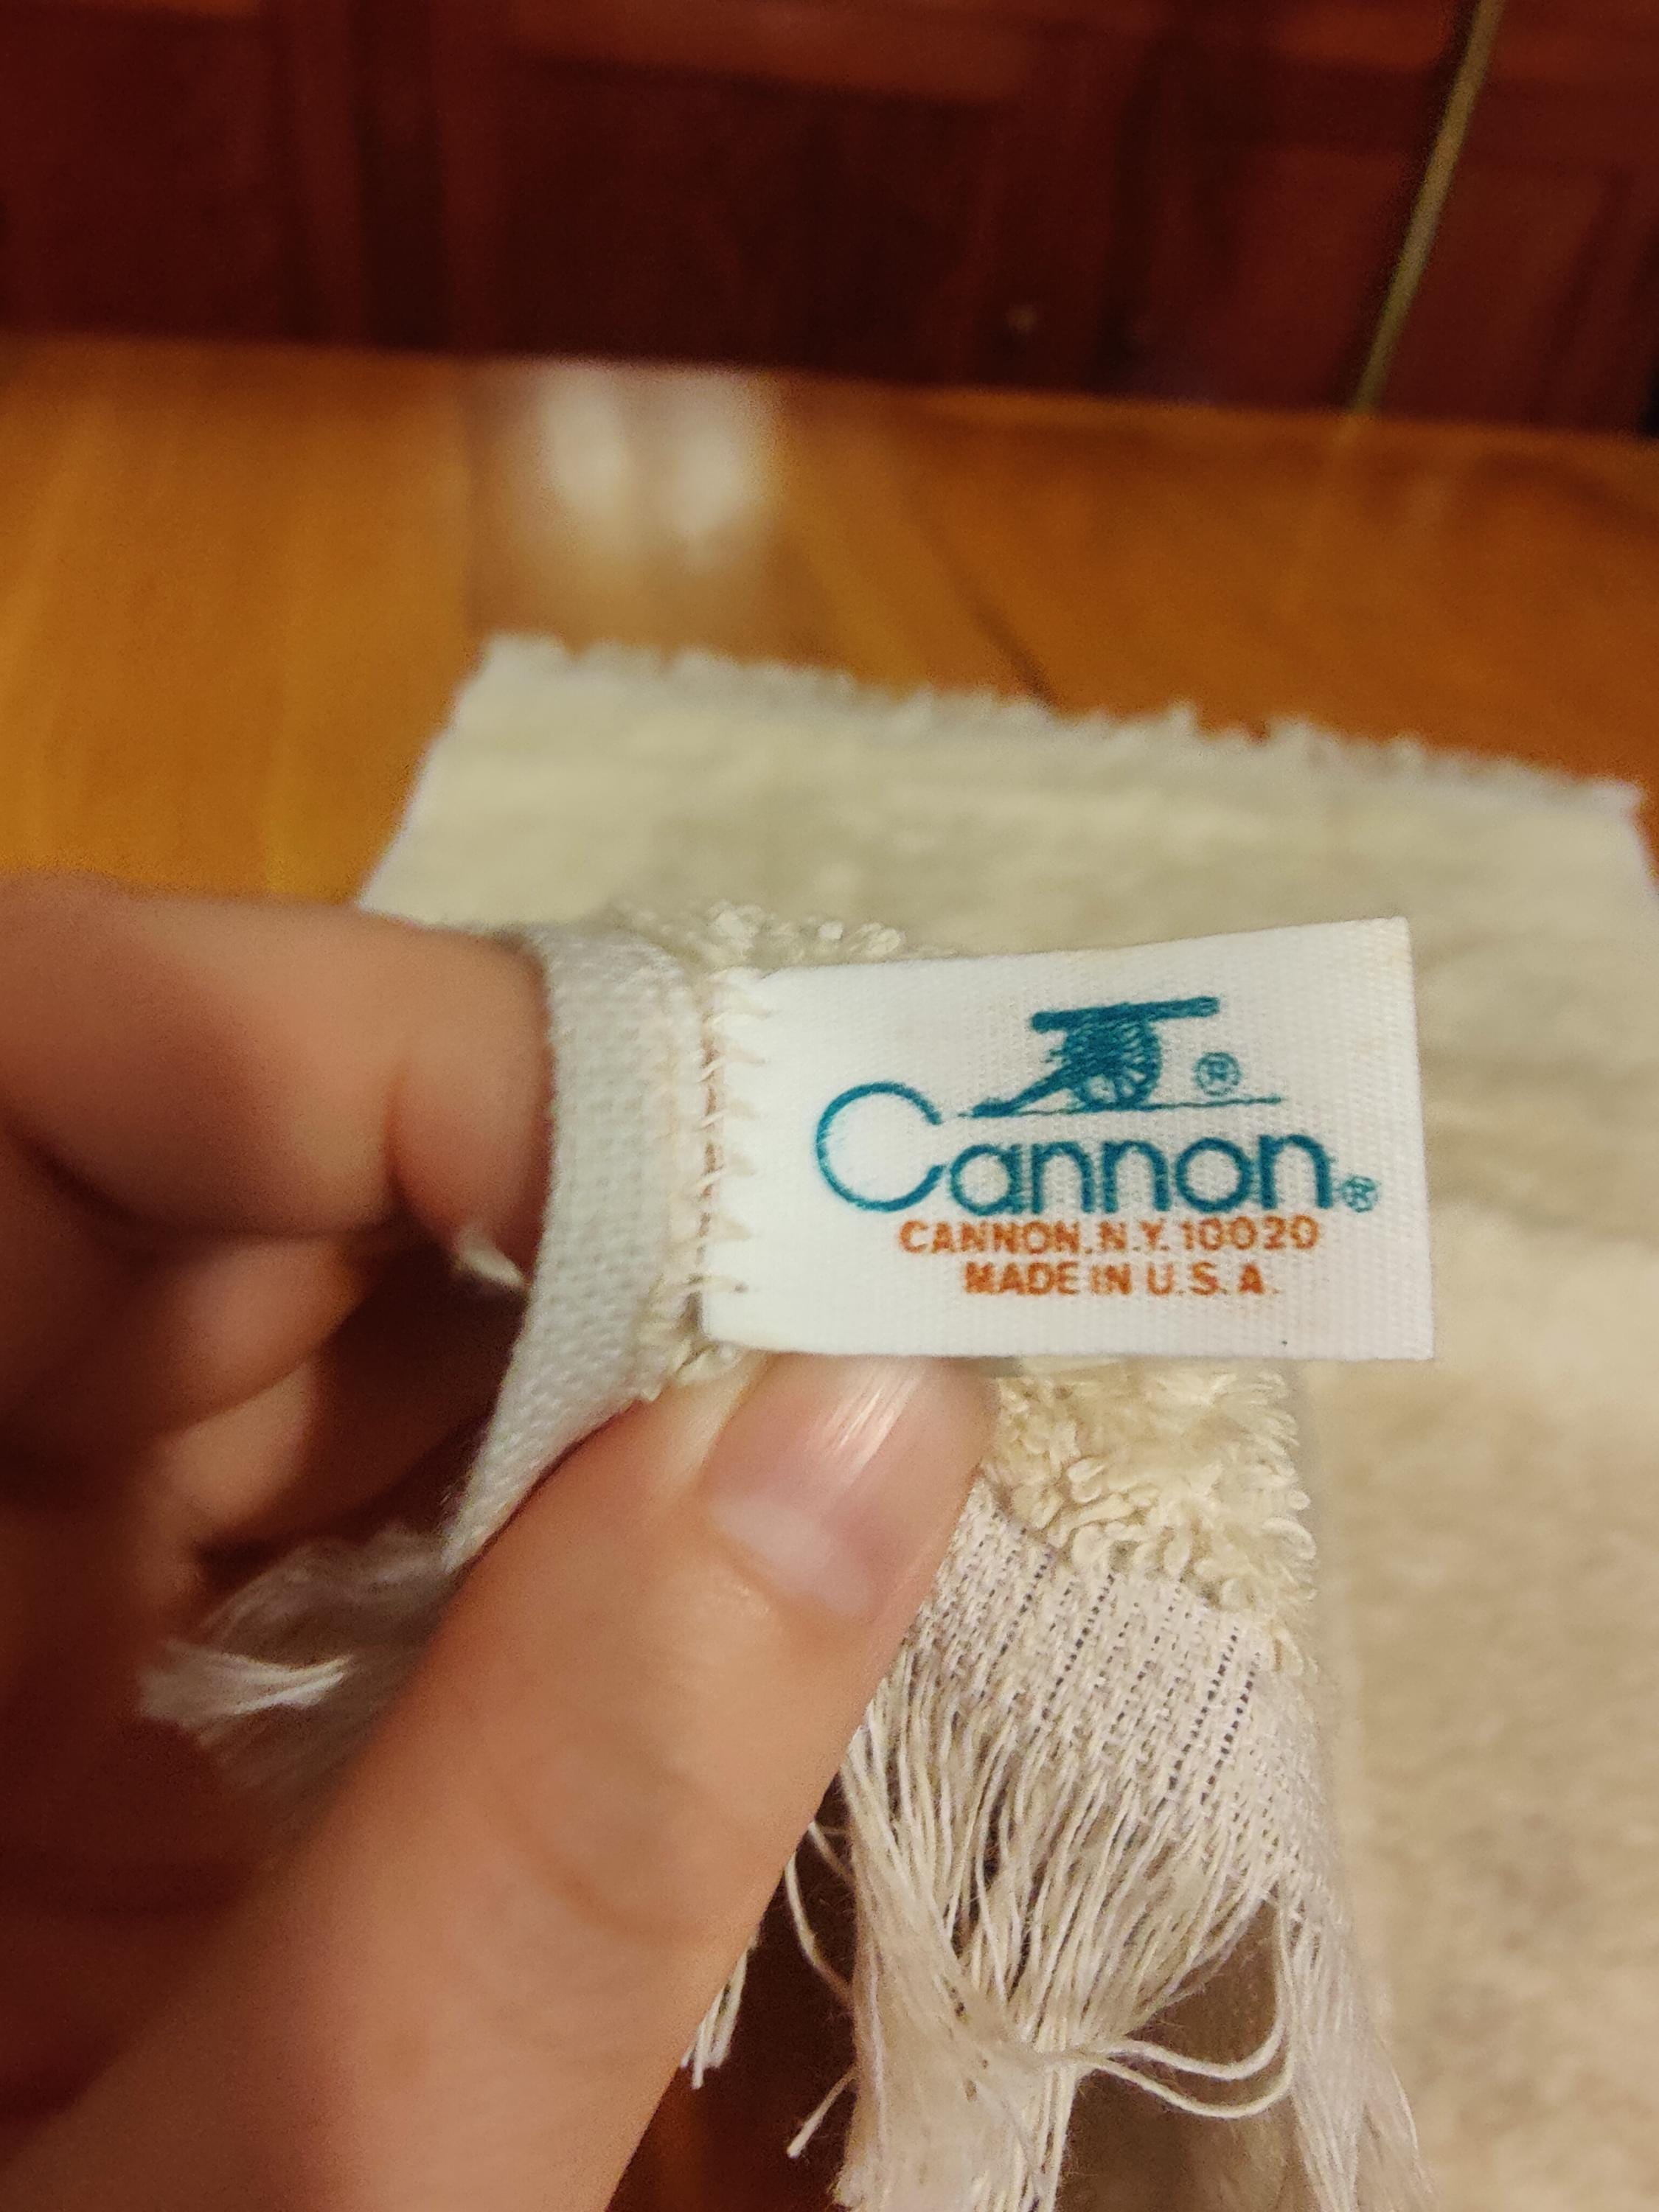 ®
Cannon®
CANNON, N.Y. 10020
MADE IN U.S.A.